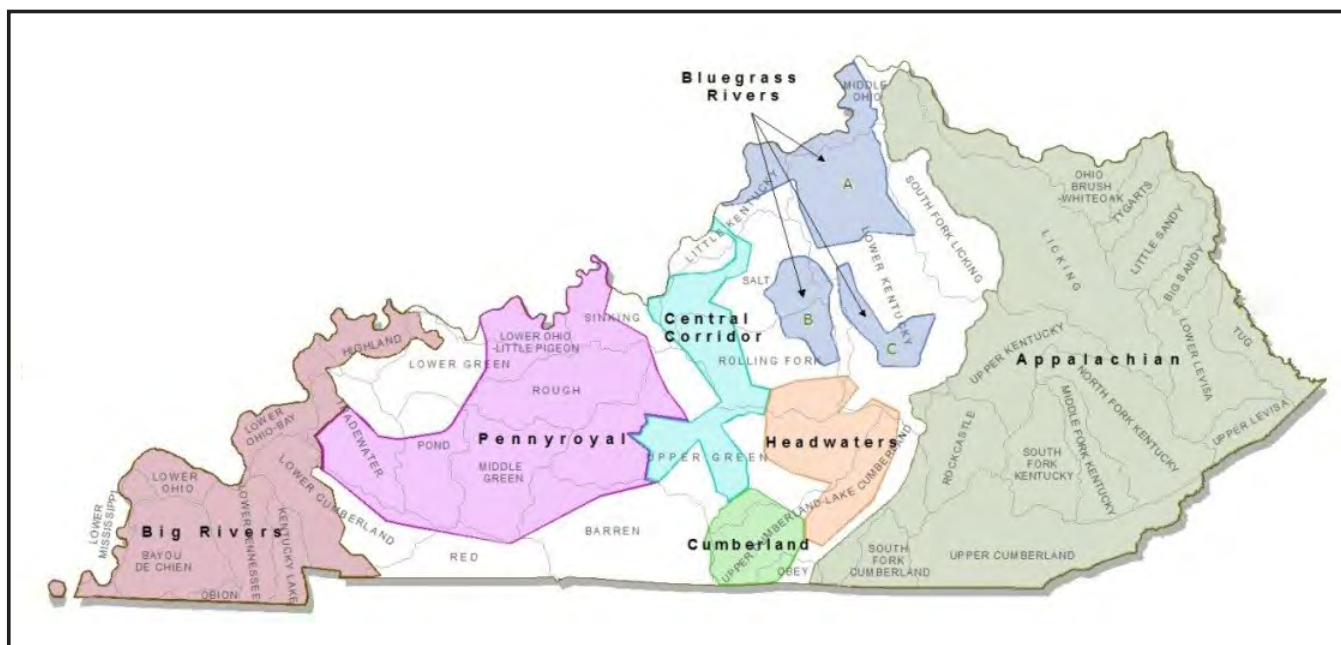 Bluegrass
Rivers
MIDDLE
OHIO
A
LITTLE KENTUCKY
SOUTH FORK LICKING
LOWER KENTUCKY
SALT
B
C
OHIO
BRUSH
-WHITEOAK
TYGARTS
LICKING
LITTLE SANDY
BIG SANDY
TUG
LOWER LEVISA
UPPER LEVISA
UPPER KENTUCKY
Appalachian
NORTH FORK KENTUCKY
MIDDLE FORK KENTUCKY
SOUTH
FORK
KENTUCKY
ROCKCASTLE
UPPER CUMBERLAND
SOUTH
FORK
CUMBERLAND
Central
Corridor
ROLLING FORK
SINKING
LOWER OHIO
-LITTLE PIGEON
HIGHLAND
LOWER GREEN
ROUGH
Pennyroyal
POND
MIDDLE
GREEN
UPPER GREEN
Headwaters
UPPER CUMBERLAND-LAKE CUMBERLAND
Cumberland
OBEY
BARREN
RED
LOWER CUMBERLAND
LOWER
OHIO-BAY
LOWER
OHIO
LOWER
MISSISSIPPI
Big Rivers
BAYOU
DE CHIEN
OBION
KENTUCKY LAKE